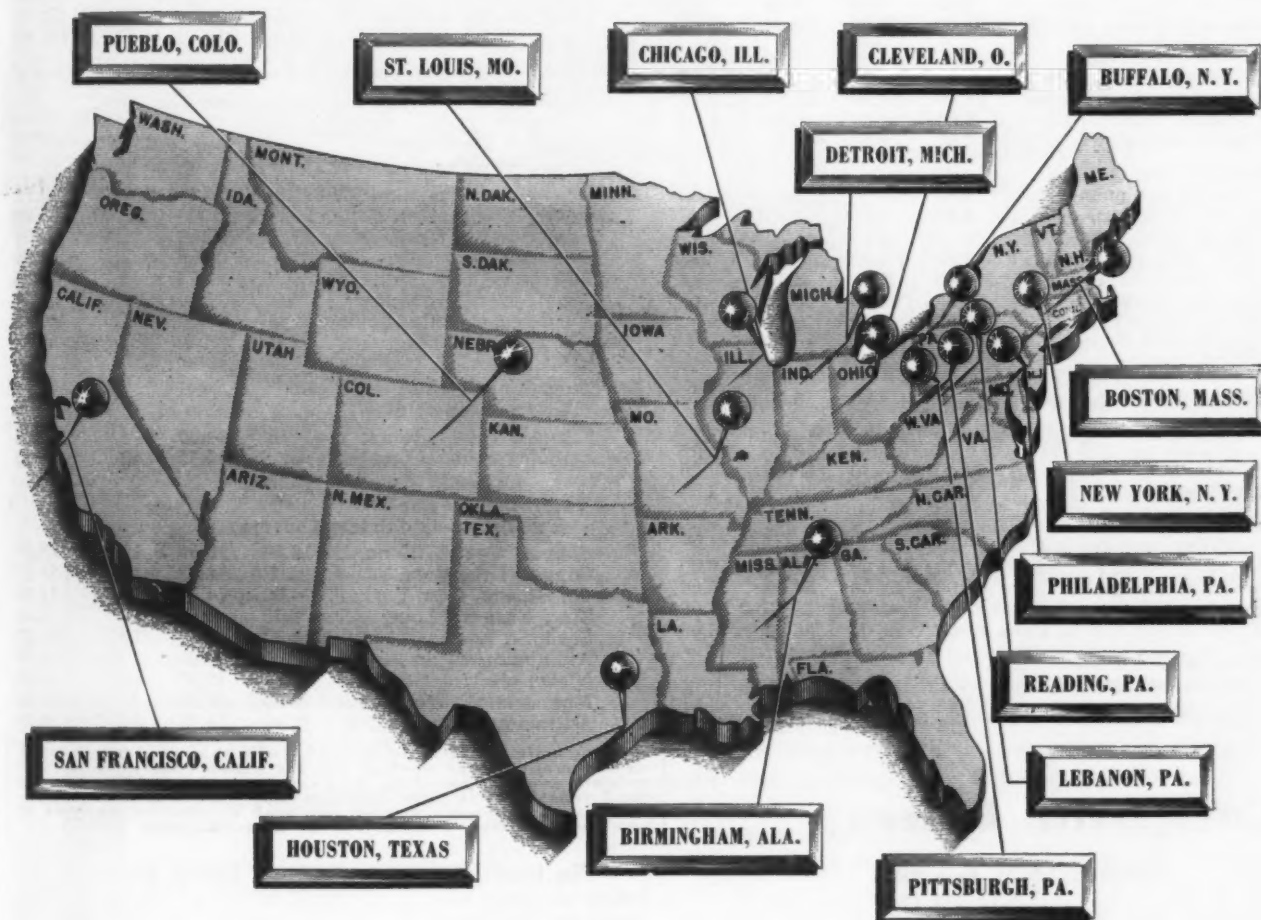 PUEBLO, COLO.
ST. LOUIS, MO.
CHICAGO, ILL.
CLEVELAND, O.
BUFFALO, N. Y.
DETROIT, MICH.
WASH.
MONT.
N. DAK.
MINN.
ME.
OREG.
IDA.
WIS.
N.Y.
VT.
N.H.
S. DAK.
WYO.
MICH.
MASS.
CALIF.
NEV.
IOWA
UTAH
NEBR.
ILL.
IND.
OHIO
PA.
N.J.
COL.
MO.
W.VA.
VA.
BOSTON, MASS.
KAN.
KEN.
ARIZ.
N. MEX.
OKLA.
TEX.
ARK.
TENN.
N. CAR.
S. CAR.
NEW YORK, N. Y.
MISS.
ALA.
GA.
PHILADELPHIA, PA.
LA.
FLA.
READING, PA.
SAN FRANCISCO, CALIF.
LEBANON, PA.
HOUSTON, TEXAS
BIRMINGHAM, ALA.
PITTSBURGH, PA.